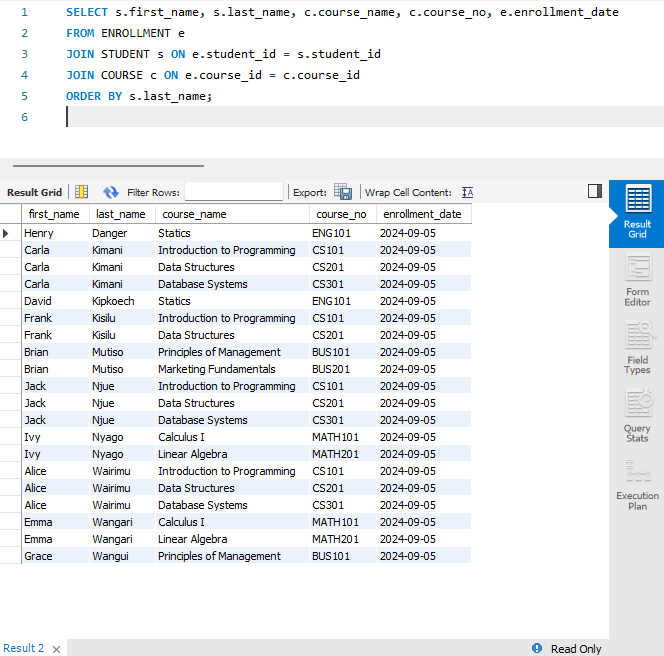 1 SELECT s.first_name, s.last_name, c.course_name, c.course_no, e.enrollment_date
2 FROM ENROLLMENT e
3 JOIN STUDENT s ON e.student_id = s.student_id
4 JOIN COURSE c ON e.course_id = c.course_id
5 ORDER BY s.last_name;
6
Result Grid Filter Rows: Export: Wrap Cell Content:
first_name last_name course_name course_no enrollment_date
Henry Danger Statics ENG101 2024-09-05
Carla Kimani Introduction to Programming CS101 2024-09-05
Carla Kimani Data Structures CS201 2024-09-05
Carla Kimani Database Systems CS301 2024-09-05
David Kipkoech Statics ENG101 2024-09-05
Frank Kisilu Introduction to Programming CS101 2024-09-05
Frank Kisilu Data Structures CS201 2024-09-05
Brian Mutiso Principles of Management BUS101 2024-09-05
Brian Mutiso Marketing Fundamentals BUS201 2024-09-05
Jack Njue Introduction to Programming CS101 2024-09-05
Jack Njue Data Structures CS201 2024-09-05
Jack Njue Database Systems CS301 2024-09-05
Ivy Nyago Calculus I MATH101 2024-09-05
Ivy Nyago Linear Algebra MATH201 2024-09-05
Alice Wairimu Introduction to Programming CS101 2024-09-05
Alice Wairimu Data Structures CS201 2024-09-05
Alice Wairimu Database Systems CS301 2024-09-05
Emma Wangari Calculus I MATH101 2024-09-05
Emma Wangari Linear Algebra MATH201 2024-09-05
Grace Wangui Principles of Management BUS101 2024-09-05
Result
Grid
Form
Editor
Field
Types
Query
Stats
Execution
Plan
Result 2 Read Only